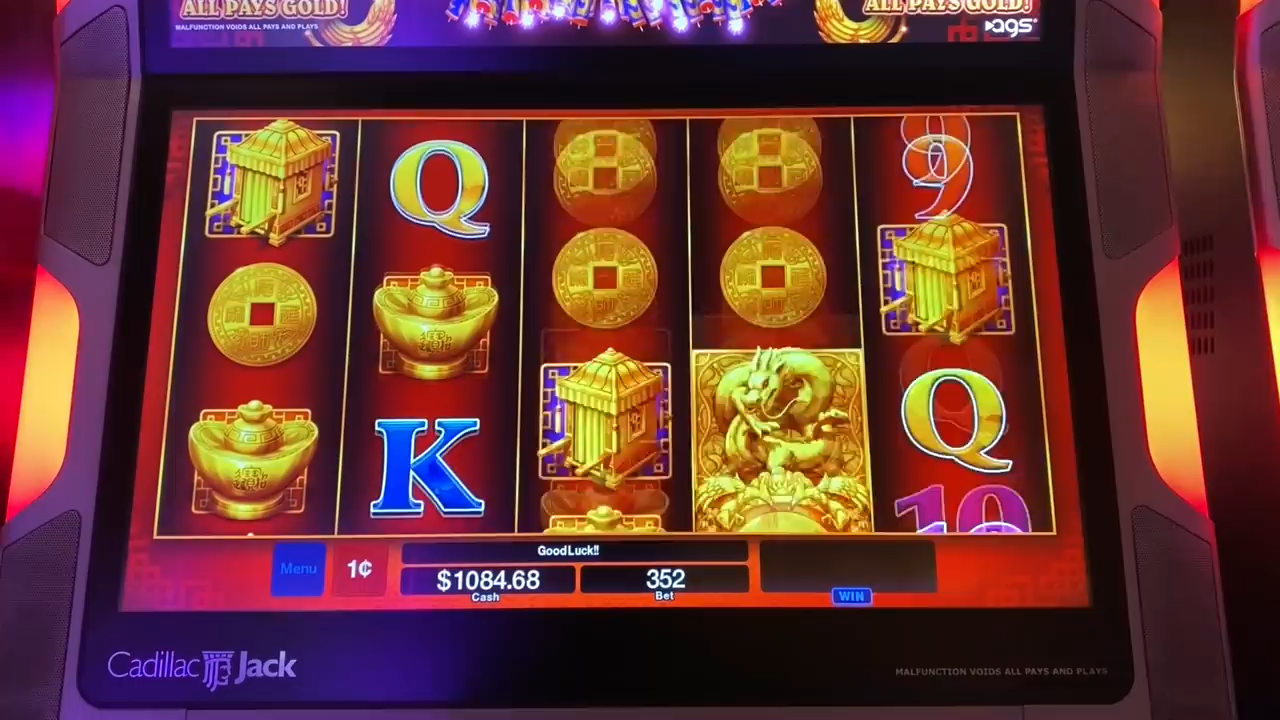 ALL PAYS GOLD!
MALFUNCTION VOIDS ALL PAYS AND PLAYS
ALL PAYS GOLD!
ags
9
Q
Q
K
10
Menu
1¢
Good Luck!!
$1084.68
Cash
352
Bet
WIN
Cadillac Jack
MALFUNCTION VOIDS ALL PAYS AND PLAYS